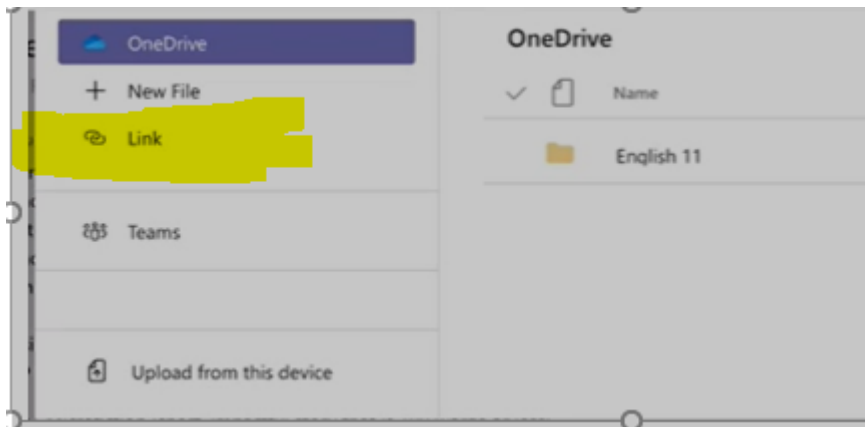 OneDrive
New File
Link
Teams
Upload from this device
OneDrive
Name
English 11